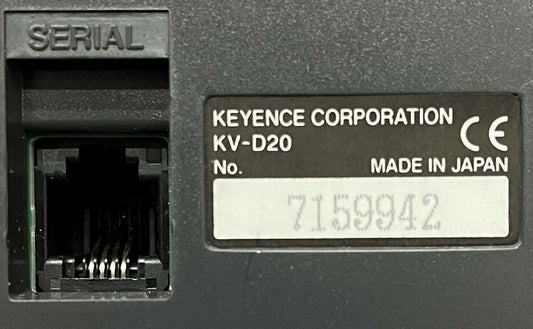 SERIAL
KEYENCE CORPORATION
KV-D20
CE
No.
MADE IN JAPAN
7159942